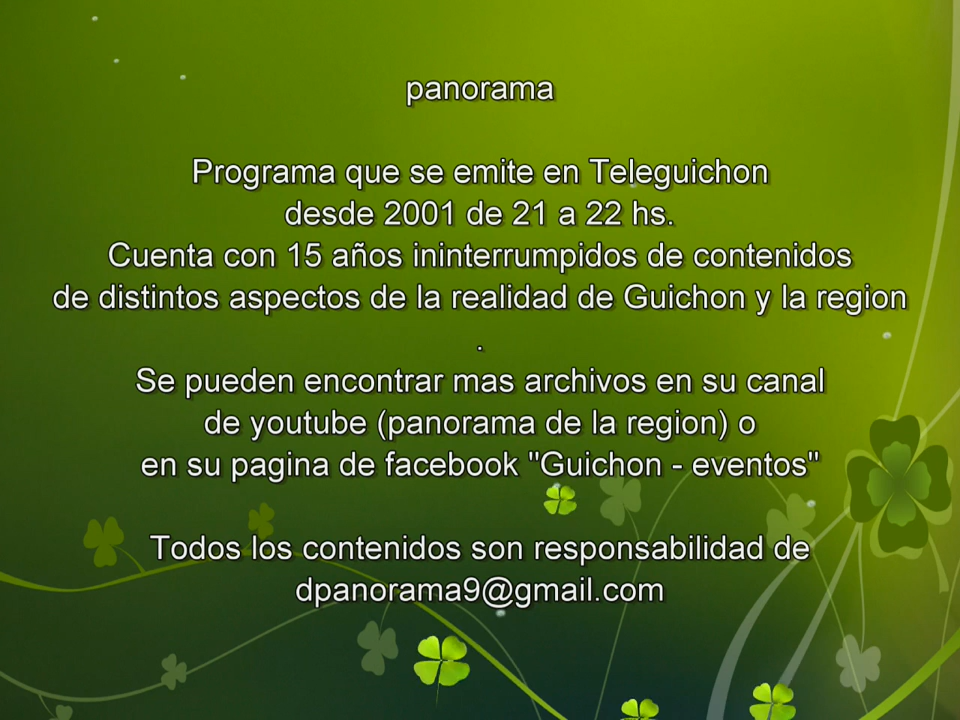 panorama
Programa que se emite en Teleguichon
desde 2001 de 21 a 22 hs.
Cuenta con 15 años ininterrumpidos de contenidos
de distintos aspectos de la realidad de Guichon y la region
.
Se pueden encontrar mas archivos en su canal
de youtube (panorama de la region) o
en su pagina de facebook "Guichon - eventos"
Todos los contenidos son responsabilidad de
dpanorama9@gmail.com